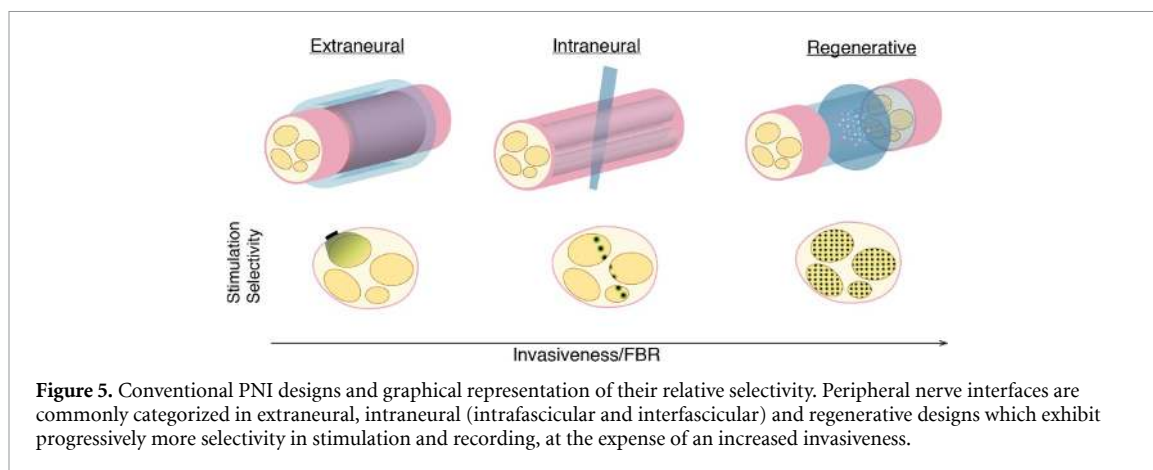 Extraneural
Intraneural
Regenerative
Stimulation
Selectivity
Invasiveness/FBR
Figure 5. Conventional PNI designs and graphical representation of their relative selectivity. Peripheral nerve interfaces are
commonly categorized in extraneural, intraneural (intrafascicular and interfascicular) and regenerative designs which exhibit
progressively more selectivity in stimulation and recording, at the expense of an increased invasiveness.